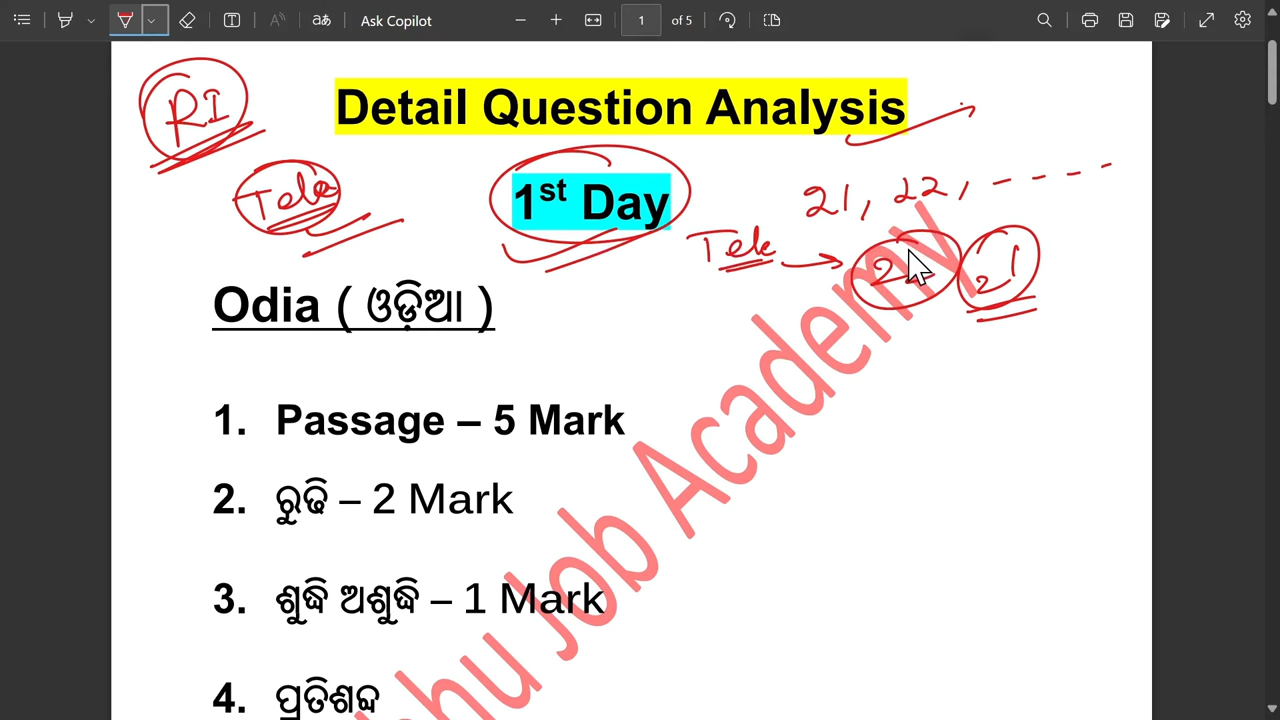 Ask Copilot
1 of 5
RI
Detail Question Analysis
Tele
1st Day
21, 22, - - - - -
Tele → 21
Odia ( ଓଡ଼ିଆ )
1. Passage – 5 Mark
2. ରୁଢି – 2 Mark
3. ଶୁଦ୍ଧି ଅଶୁଦ୍ଧି – 1 Mark
4. ପ୍ରତିଶବ୍ଦ
Job Academy